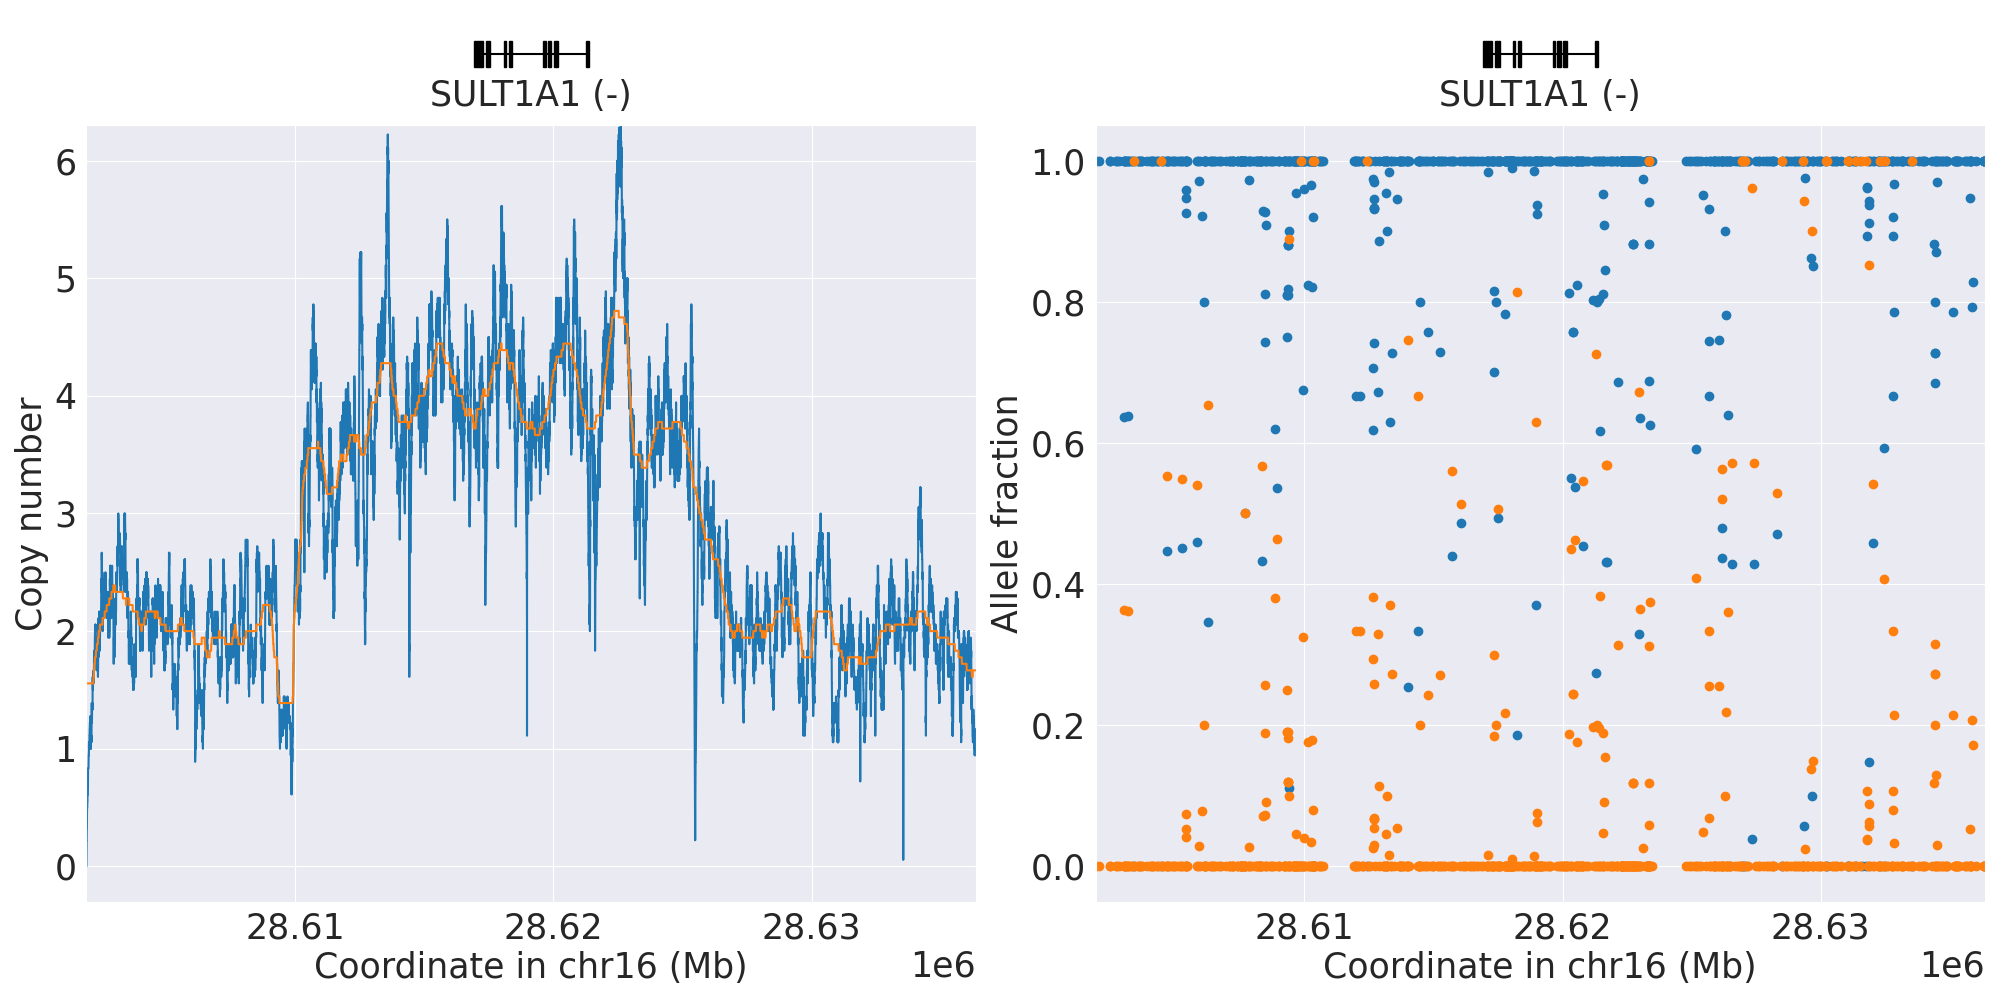 SULT1A1 (-)
Copy number
6
5
4
3
2
1
0
28.61
28.62
28.63
Coordinate in chr16 (Mb)
1e6
SULT1A1 (-)
Allele fraction
1.0
0.8
0.6
0.4
0.2
0.0
28.61
28.62
28.63
Coordinate in chr16 (Mb)
1e6